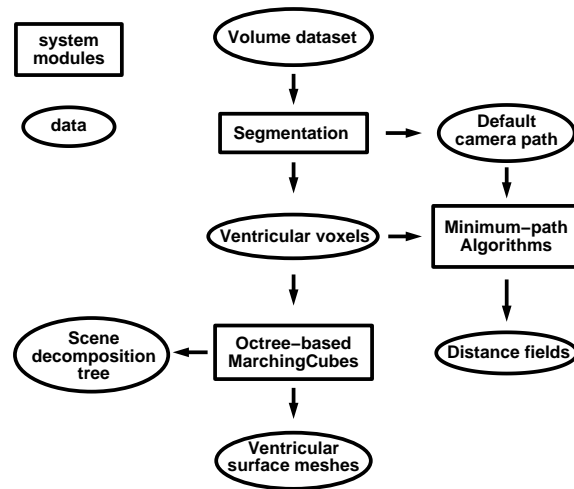 system
modules
data
Volume dataset
Segmentation
Default
camera path
Ventricular voxels
Minimum−path
Algorithms
Scene
decomposition
tree
Octree−based
MarchingCubes
Distance fields
Ventricular
surface meshes